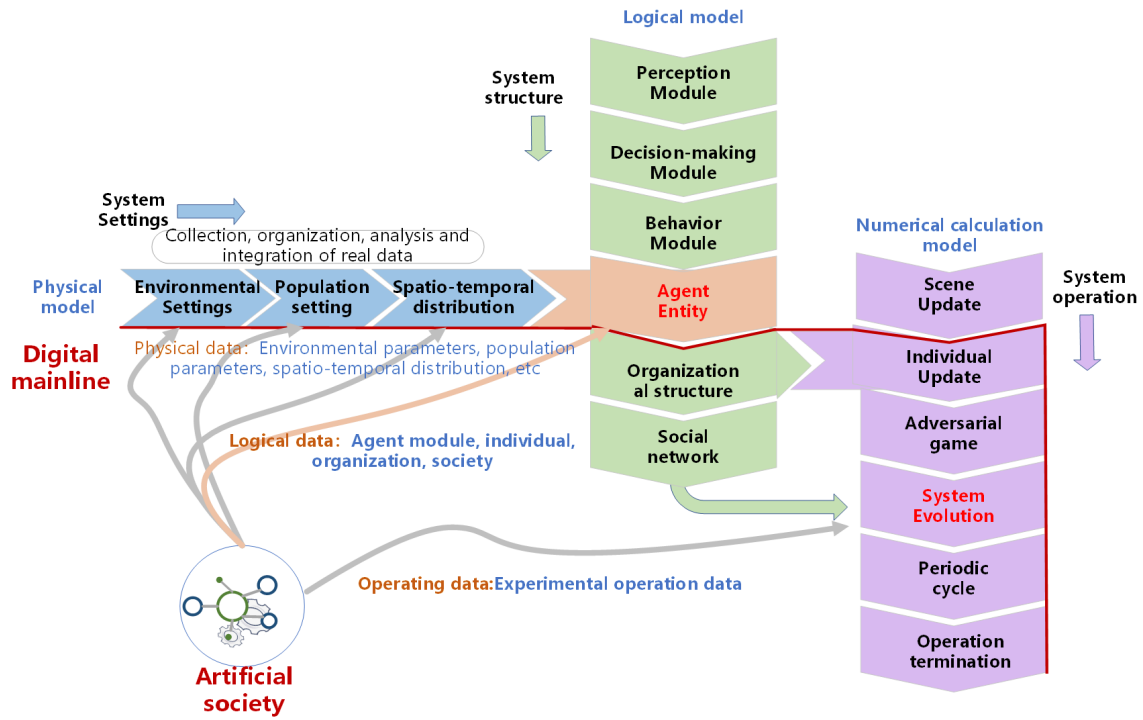 Logical model
System
structure
Perception
Module
Decision-making
Module
Behavior
Module
System
Settings
Collection, organization, analysis and
integration of real data
Physical
model
Environmental
Settings
Population
setting
Spatio-temporal
distribution
Agent
Entity
Numerical calculation
model
Scene
Update
System
operation
Digital
mainline
Physical data: Environmental parameters, population
parameters, spatio-temporal distribution, etc
Organization
al structure
Individual
Update
Logical data: Agent module, individual,
organization, society
Social
network
Adversarial
game
System
Evolution
Operating data:Experimental operation data
Periodic
cycle
Operation
termination
Artificial
society